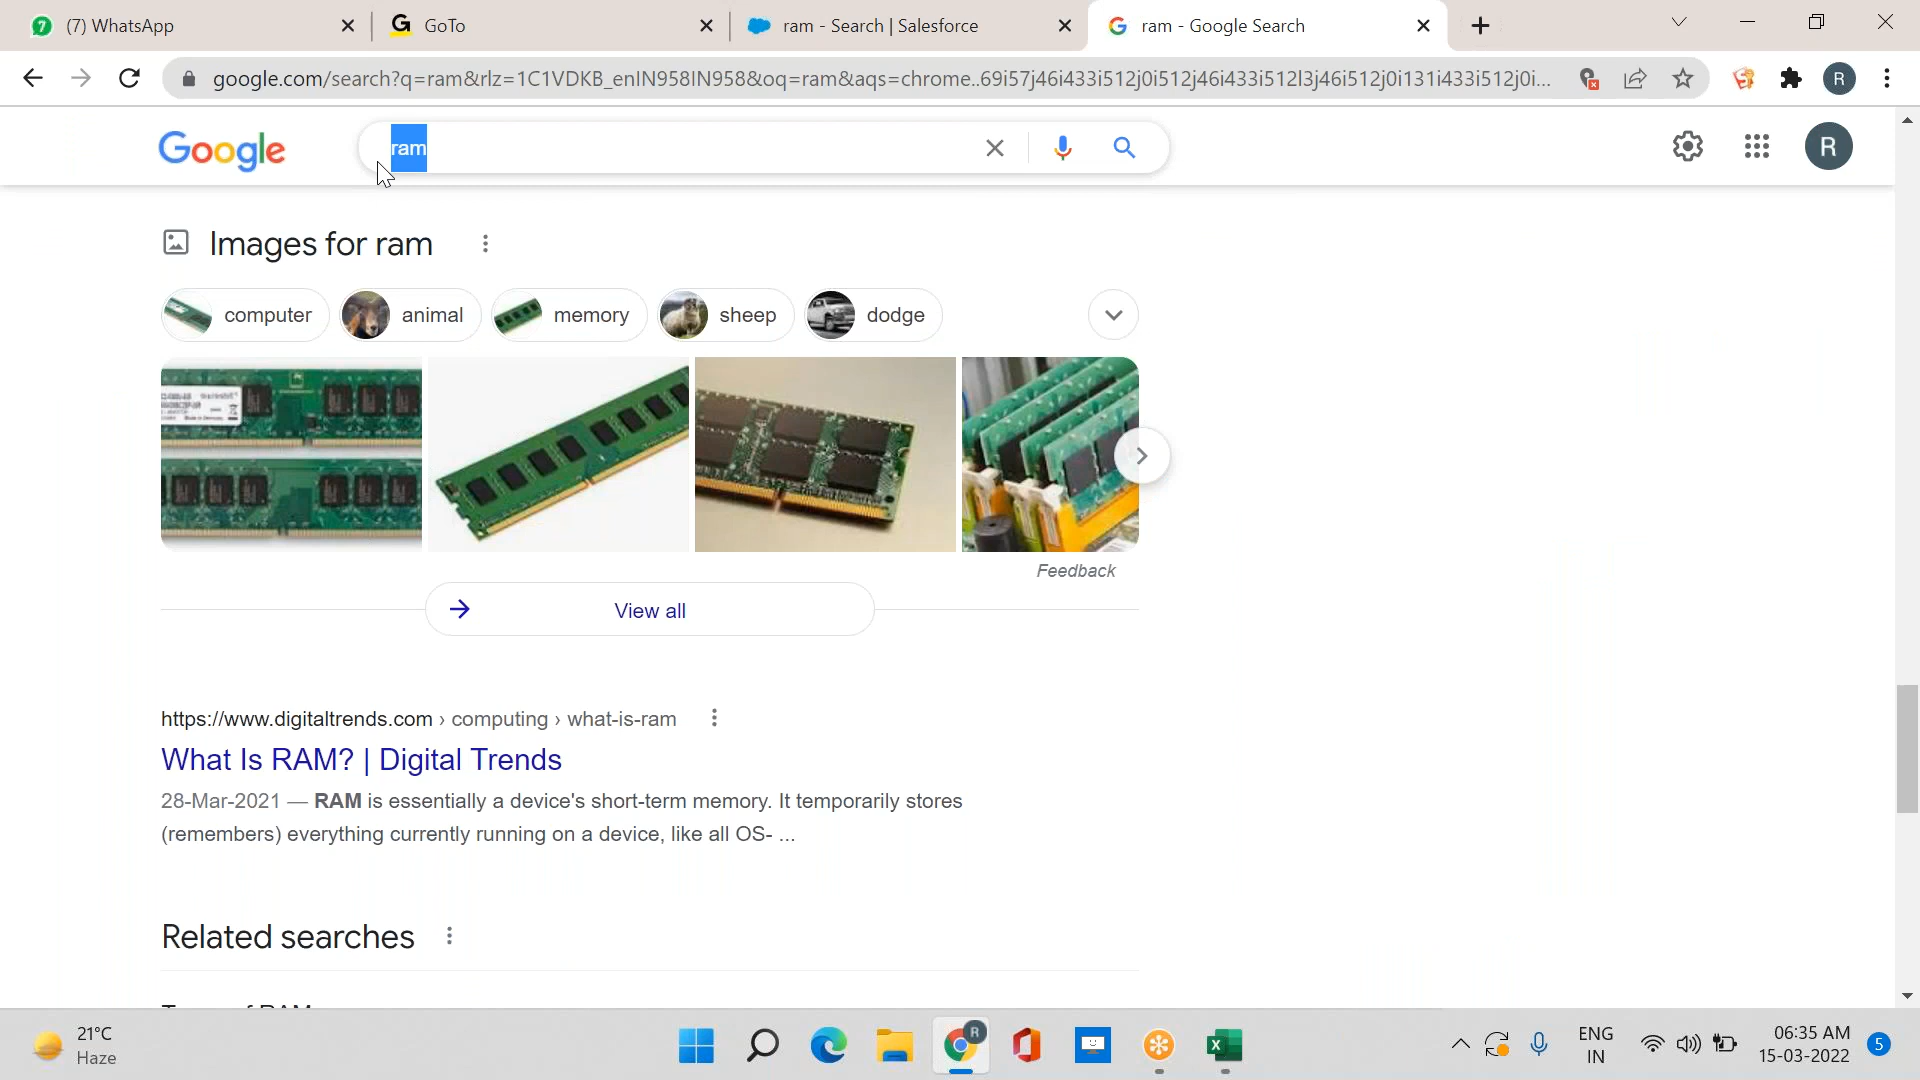 (7) WhatsApp
GoTo
ram - Search | Salesforce
ram - Google Search
google.com/search?q=ram&rlz=1C1VDKB_enIN958IN958&oq=ram&aqs=chrome..69i57j46i433i512j0i512j46i433i512l3j46i512j0i131i433i512j0i...
R
Google
ram
R
Images for ram
computer
animal
memory
sheep
dodge
Feedback
View all
https://www.digitaltrends.com › computing › what-is-ram
What Is RAM? | Digital Trends
28-Mar-2021 — RAM is essentially a device's short-term memory. It temporarily stores
(remembers) everything currently running on a device, like all OS- ...
Related searches
21°C
Haze
R
ENG
IN
06:35 AM
15-03-2022
5